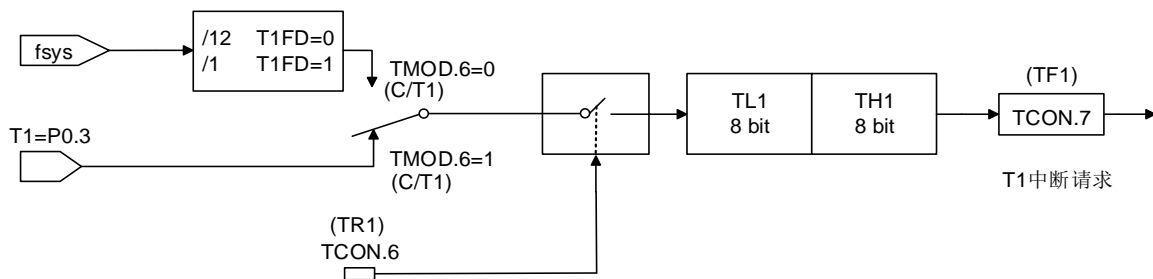 fsys
/12 T1FD=0
/1 T1FD=1
TMOD.6=0
(C/T1)
T1=P0.3
TMOD.6=1
(C/T1)
(TR1)
TCON.6
TL1
8 bit
TH1
8 bit
(TF1)
TCON.7
T1中断请求